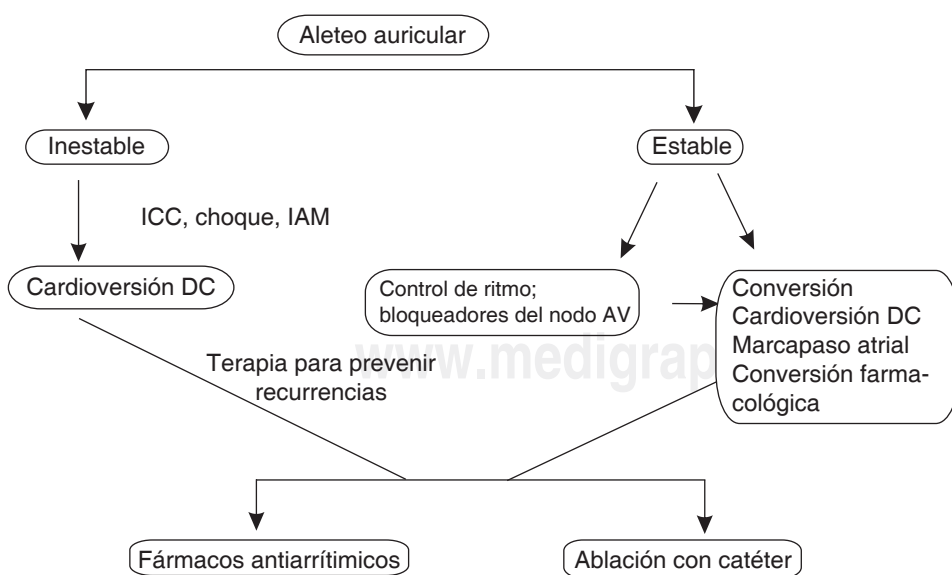 Aleteo auricular
Inestable
Estable
ICC, choque, IAM
Cardioversión DC
Control de ritmo;
bloqueadores del nodo AV
Conversión
Cardioversión DC
Marcapaso atrial
Conversión farma-
cológica
www.medigrap
Terapia para prevenir
recurrencias
Fármacos antiarrítimicos
Ablación con catéter